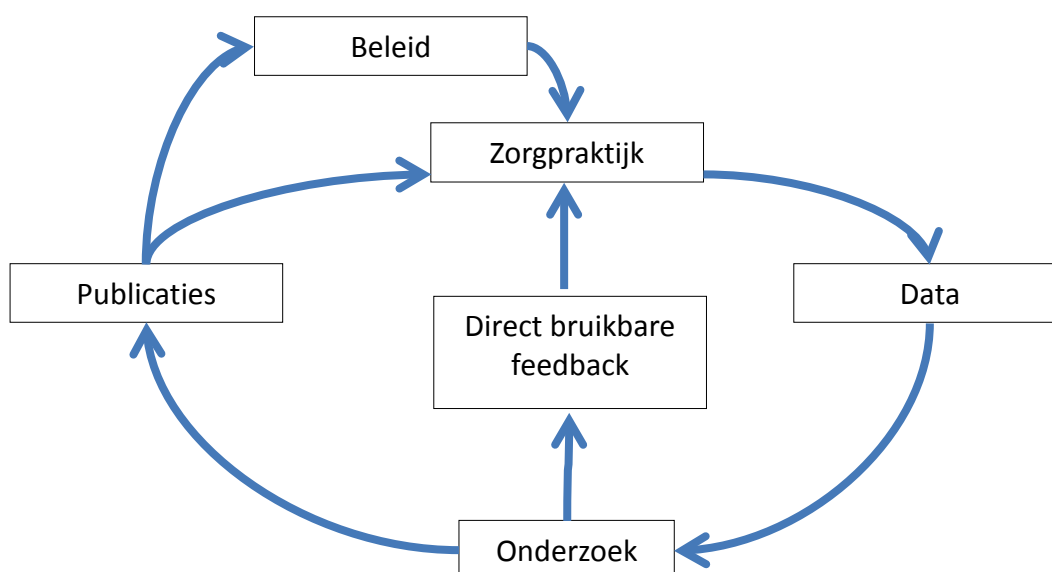 Beleid
Zorgpraktijk
Publicaties
Direct bruikbare
feedback
Data
Onderzoek